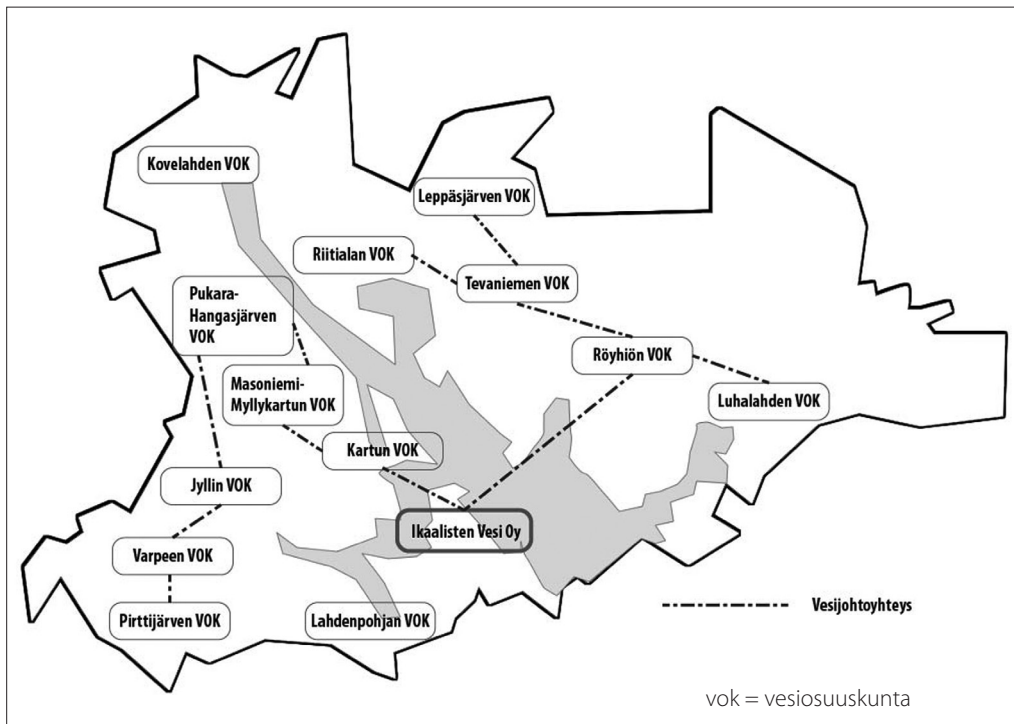 Kovelahden VOK
Leppäsjärven VOK
Riitialan VOK
Tevaniemen VOK
Pukara-
Hangasjärven
VOK
Röyhiön VOK
Masoniemi-
Myllykartun VOK
Luhalahden VOK
Kartun VOK
Jyllin VOK
Ikaalisten Vesi Oy
Varpeen VOK
Pirttijärven VOK
Lahdenpohjan VOK
Vesijohtoyhteys
vok = vesiosuuskunta